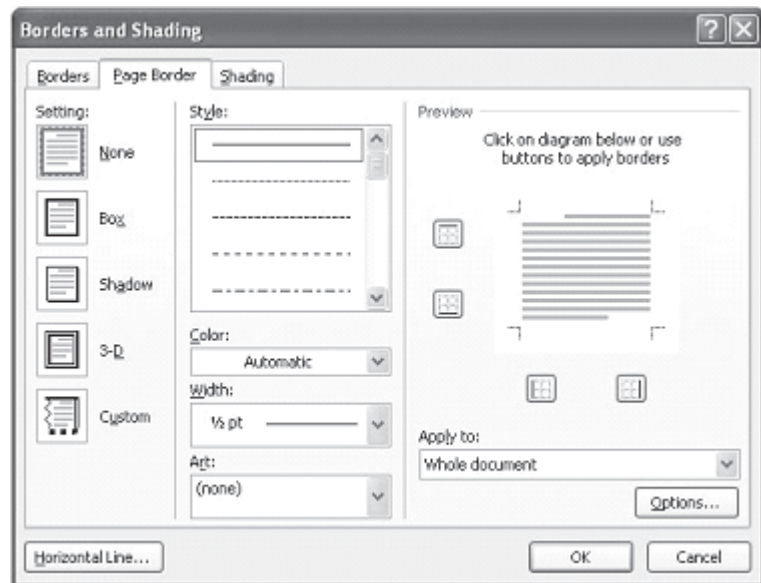 Borders and Shading
Borders Page Border Shading
Setting:
None
Box
Shadow
3-D
Custom
Style:
Color:
Automatic
Width:
½ pt
Art:
(none)
Preview
Click on diagram below or use
buttons to apply borders
Apply to:
Whole document
Options...
Horizontal Line...
OK
Cancel